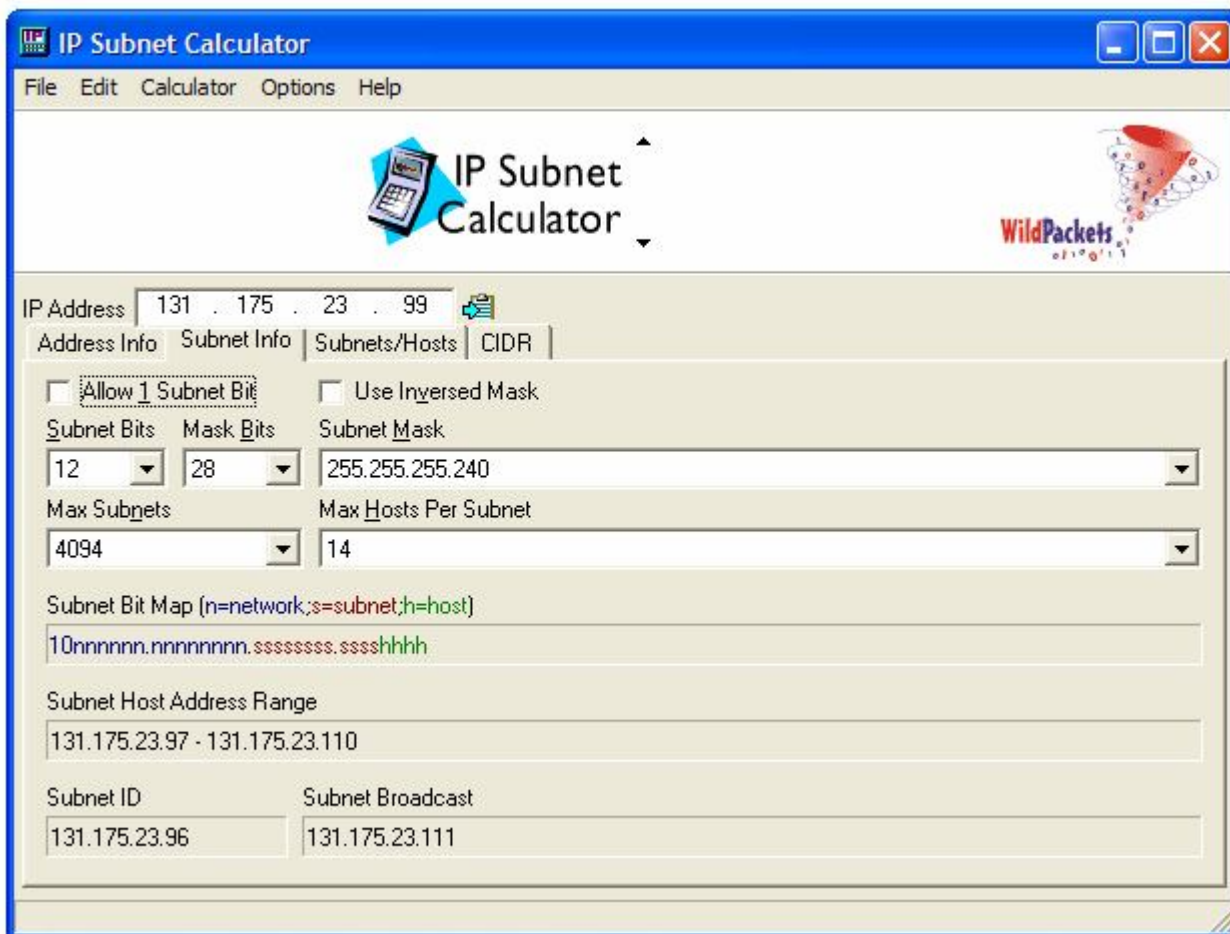 IP Subnet Calculator
File Edit Calculator Options Help
IP Subnet
Calculator
WildPackets
IP Address 131 . 175 . 23 . 99
Address Info Subnet Info Subnets/Hosts CIDR
Allow 1 Subnet Bit Use Inversed Mask
Subnet Bits Mask Bits Subnet Mask
12 28 255.255.255.240
Max Subnets Max Hosts Per Subnet
4094 14
Subnet Bit Map (n=network;s=subnet;h=host)
10nnnnnn.nnnnnnnn.ssssssss.sssshhhh
Subnet Host Address Range
131.175.23.97 - 131.175.23.110
Subnet ID Subnet Broadcast
131.175.23.96 131.175.23.111